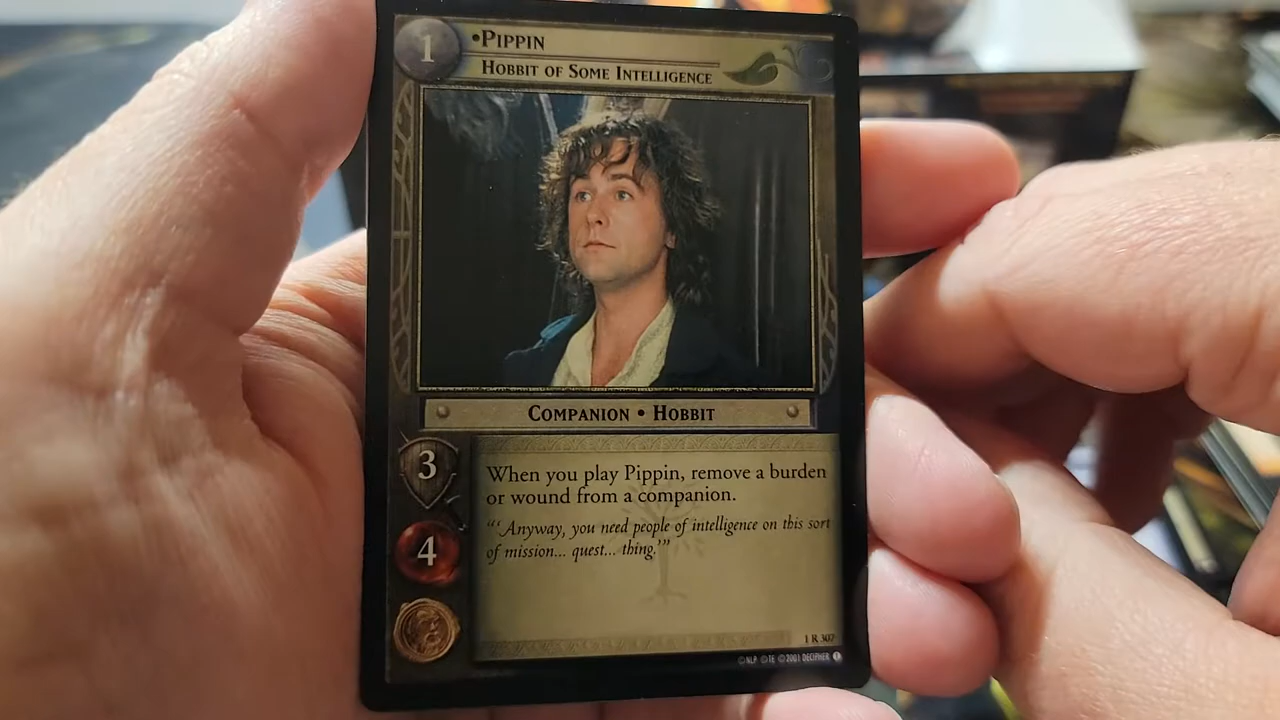 1
•Pippin
Hobbit of Some Intelligence
Companion • Hobbit
3
When you play Pippin, remove a burden
or wound from a companion.
"'Anyway, you need people of intelligence on this sort
of mission... quest... thing.'"
4
1 R 307
©NLP ©TE ©2001 DECIPHER